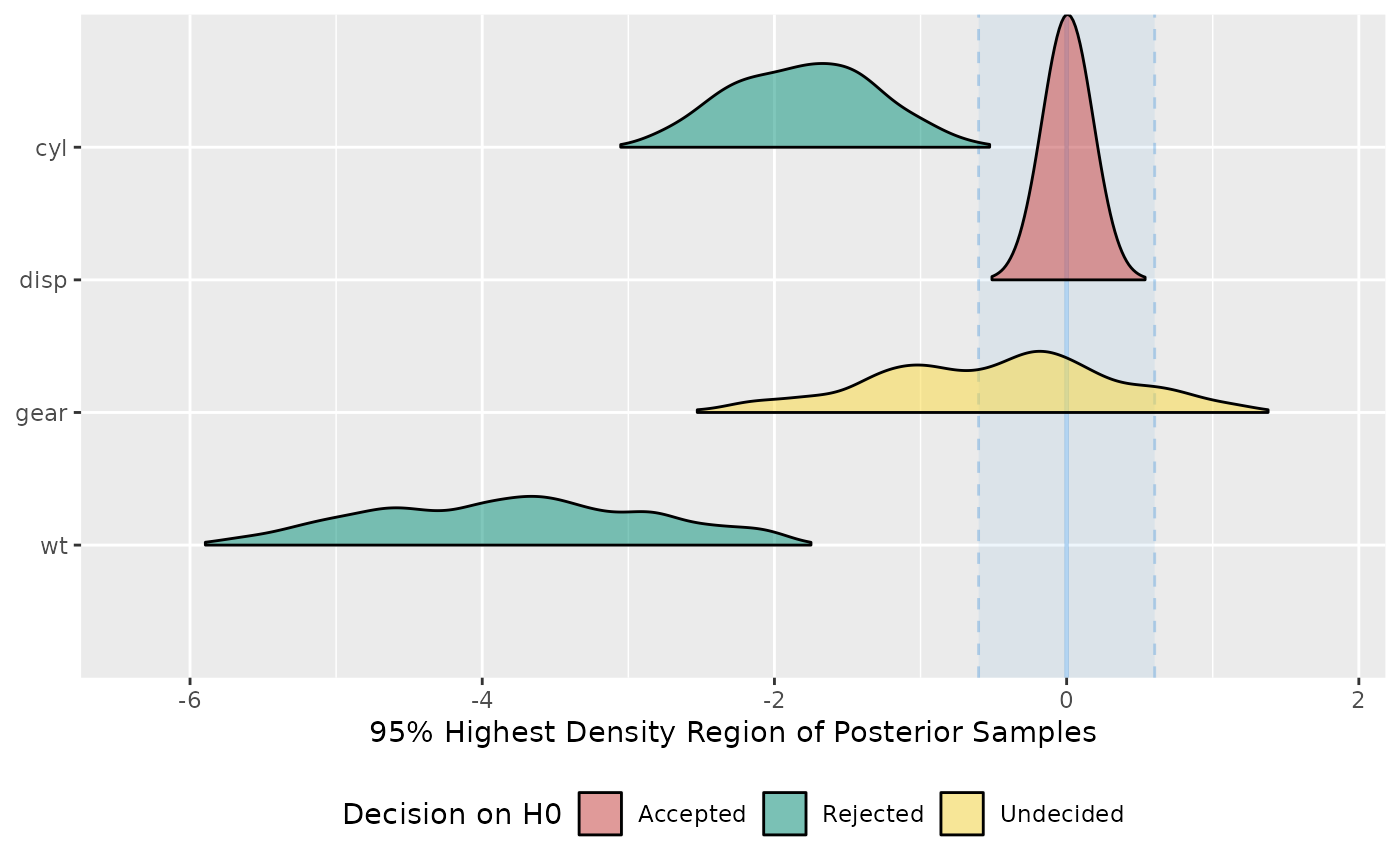 cyl
disp
gear
wt
-6 -4 -2 0 2
95% Highest Density Region of Posterior Samples
Decision on H0 Accepted Rejected Undecided